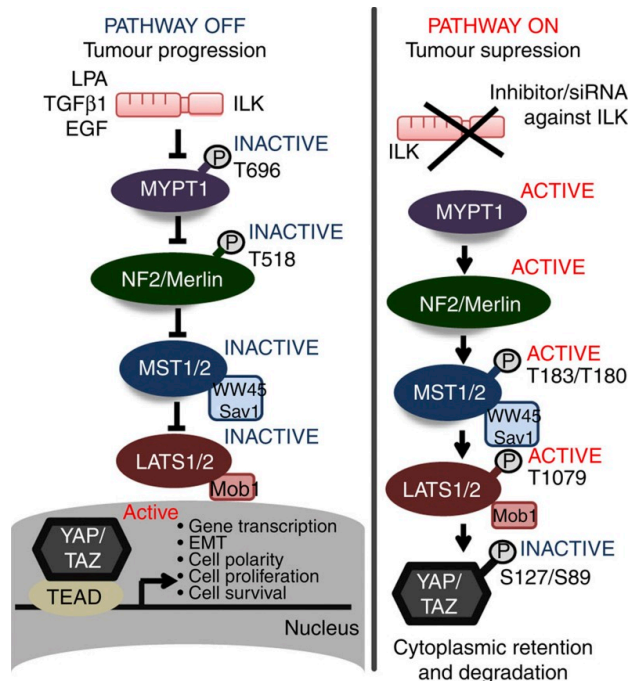 PATHWAY OFF
Tumour progression
LPA
TGFβ1
EGF
ILK
P
INACTIVE
T696
MYPT1
P
INACTIVE
T518
NF2/Merlin
INACTIVE
MST1/2
WW45
Sav1
INACTIVE
LATS1/2
Mob1
Active
YAP/
TAZ
TEAD
• Gene transcription
• EMT
• Cell polarity
• Cell proliferation
• Cell survival
Nucleus
PATHWAY ON
Tumour supression
Inhibitor/siRNA
against ILK
ILK
ACTIVE
MYPT1
ACTIVE
NF2/Merlin
P
ACTIVE
T183/T180
MST1/2
WW45
Sav1
P
ACTIVE
T1079
LATS1/2
Mob1
P
INACTIVE
S127/S89
YAP/
TAZ
Cytoplasmic retention
and degradation